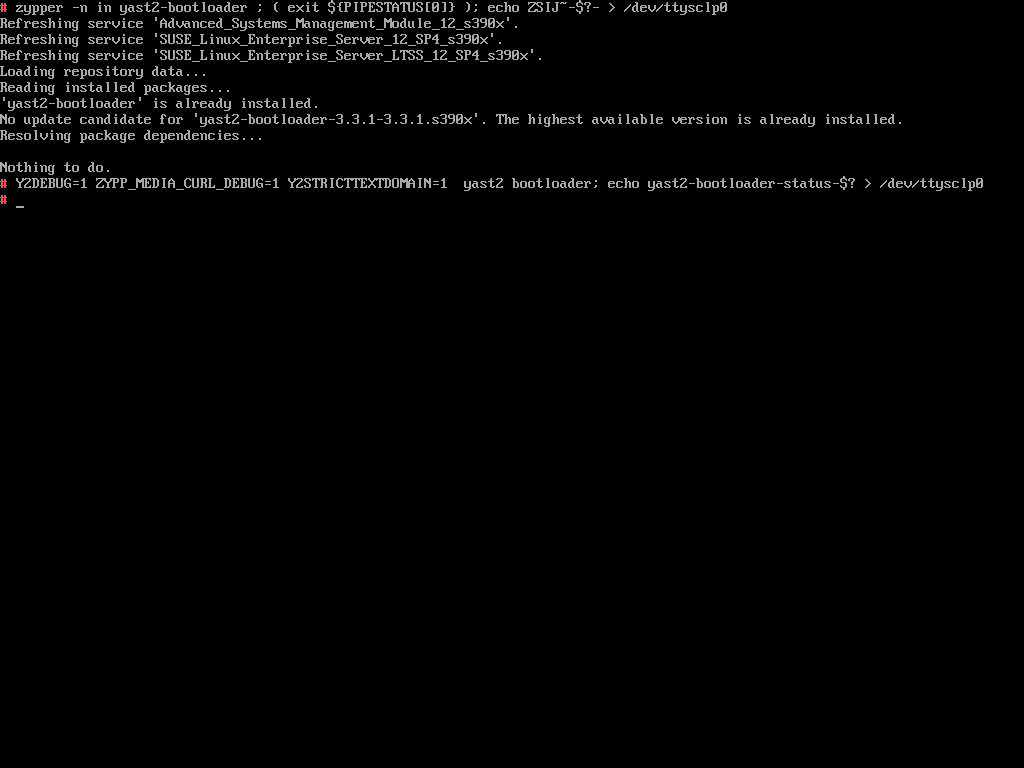 # zypper -n in yast2-bootloader ; ( exit ${PIPESTATUS[0]} ); echo ZSIJ~-$?- > /dev/ttysclp0
Refreshing service 'Advanced_Systems_Management_Module_12_s390x'.
Refreshing service 'SUSE_Linux_Enterprise_Server_12_SP4_s390x'.
Refreshing service 'SUSE_Linux_Enterprise_Server_LTSS_12_SP4_s390x'.
Loading repository data...
Reading installed packages...
'yast2-bootloader' is already installed.
No update candidate for 'yast2-bootloader-3.3.1-3.3.1.s390x'. The highest available version is already installed.
Resolving package dependencies...
Nothing to do.
# Y2DEBUG=1 ZYPP_MEDIA_CURL_DEBUG=1 Y2STRICTTEXTDOMAIN=1  yast2 bootloader; echo yast2-bootloader-status-$? > /dev/ttysclp0
# _